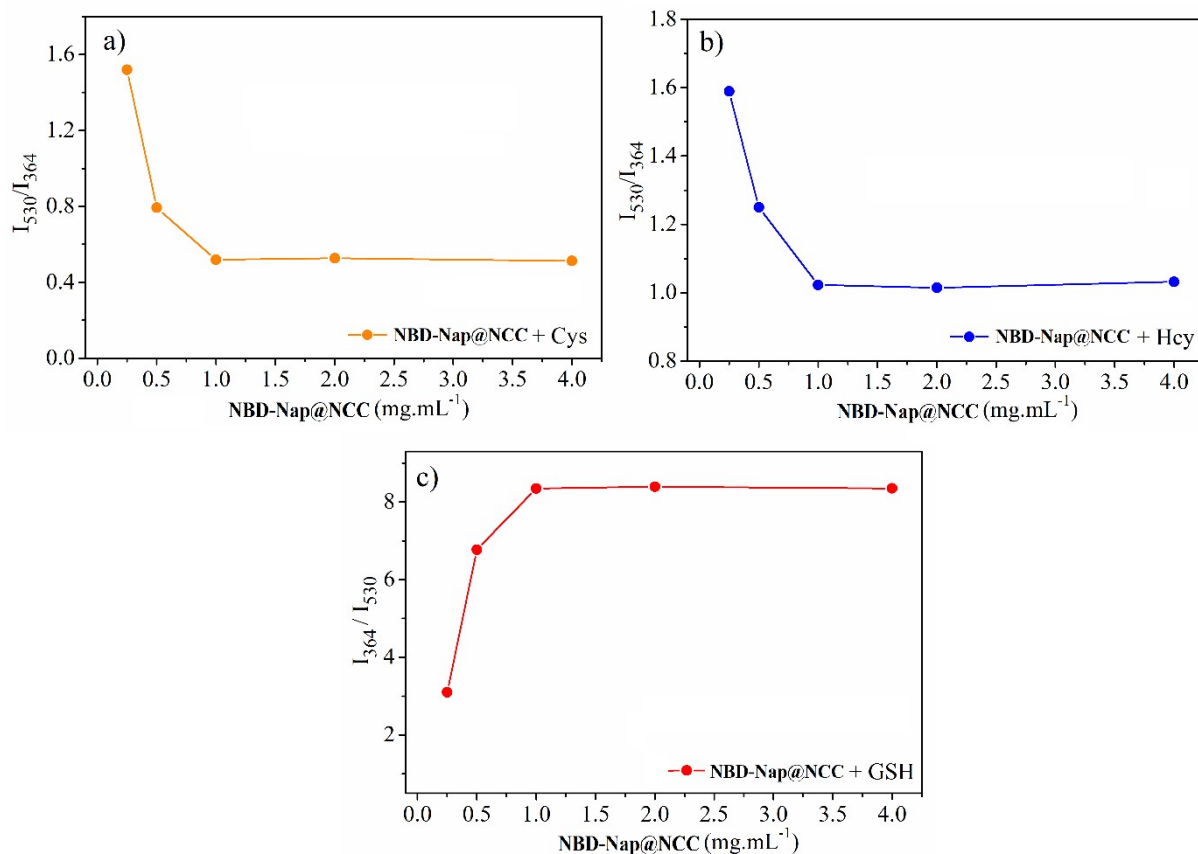 a)
1.6
1.2
0.8
0.4
0.0
I₅₃₀/I₃₆₄
NBD-Nap@NCC + Cys
0.0 0.5 1.0 1.5 2.0 2.5 3.0 3.5 4.0
NBD-Nap@NCC (mg.mL⁻¹)
b)
1.8
1.6
1.4
1.2
1.0
0.8
I₅₃₀/I₃₆₄
NBD-Nap@NCC + Hcy
0.0 0.5 1.0 1.5 2.0 2.5 3.0 3.5 4.0
NBD-Nap@NCC (mg.mL⁻¹)
c)
8
6
4
2
I₃₆₄ / I₅₃₀
NBD-Nap@NCC + GSH
0.0 0.5 1.0 1.5 2.0 2.5 3.0 3.5 4.0
NBD-Nap@NCC (mg.mL⁻¹)